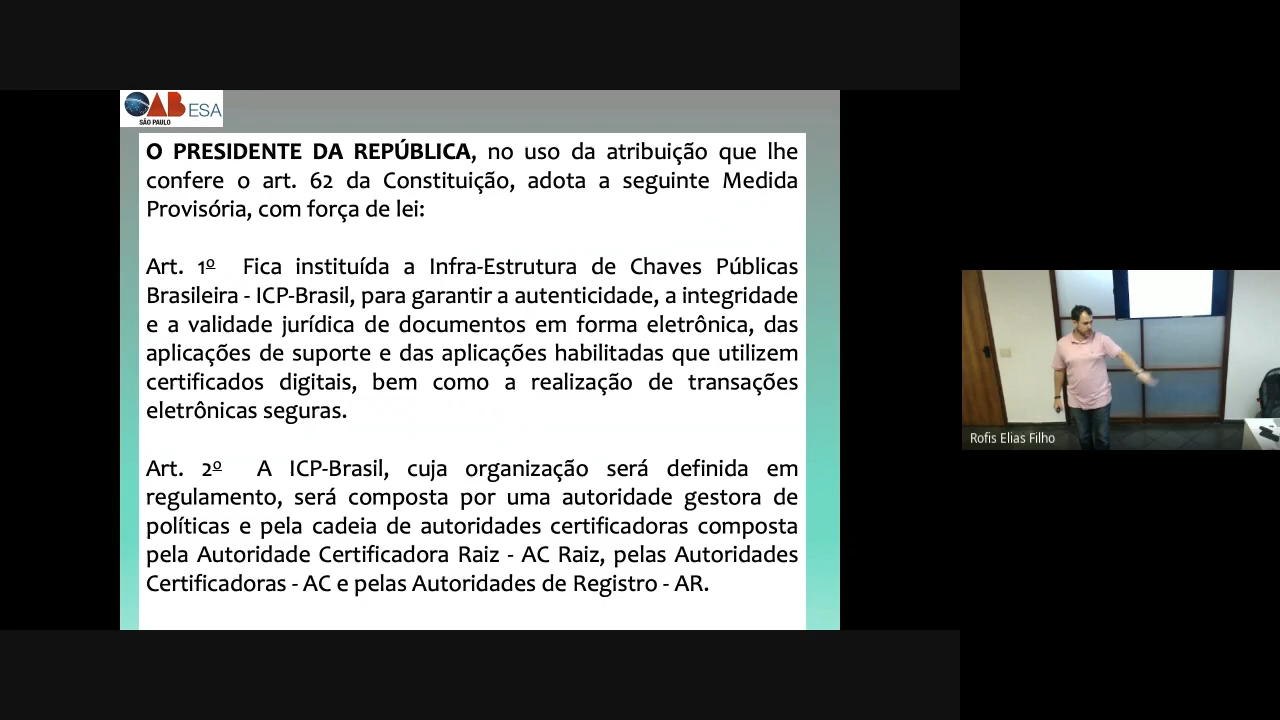 OAB ESA
SÃO PAULO
O PRESIDENTE DA REPÚBLICA, no uso da atribuição que lhe
confere o art. 62 da Constituição, adota a seguinte Medida
Provisória, com força de lei:
Art. 1º Fica instituída a Infra-Estrutura de Chaves Públicas
Brasileira - ICP-Brasil, para garantir a autenticidade, a integridade
e a validade jurídica de documentos em forma eletrônica, das
aplicações de suporte e das aplicações habilitadas que utilizem
certificados digitais, bem como a realização de transações
eletrônicas seguras.
Art. 2º A ICP-Brasil, cuja organização será definida em
regulamento, será composta por uma autoridade gestora de
políticas e pela cadeia de autoridades certificadoras composta
pela Autoridade Certificadora Raiz - AC Raiz, pelas Autoridades
Certificadoras - AC e pelas Autoridades de Registro - AR.
Rofis Elias Filho